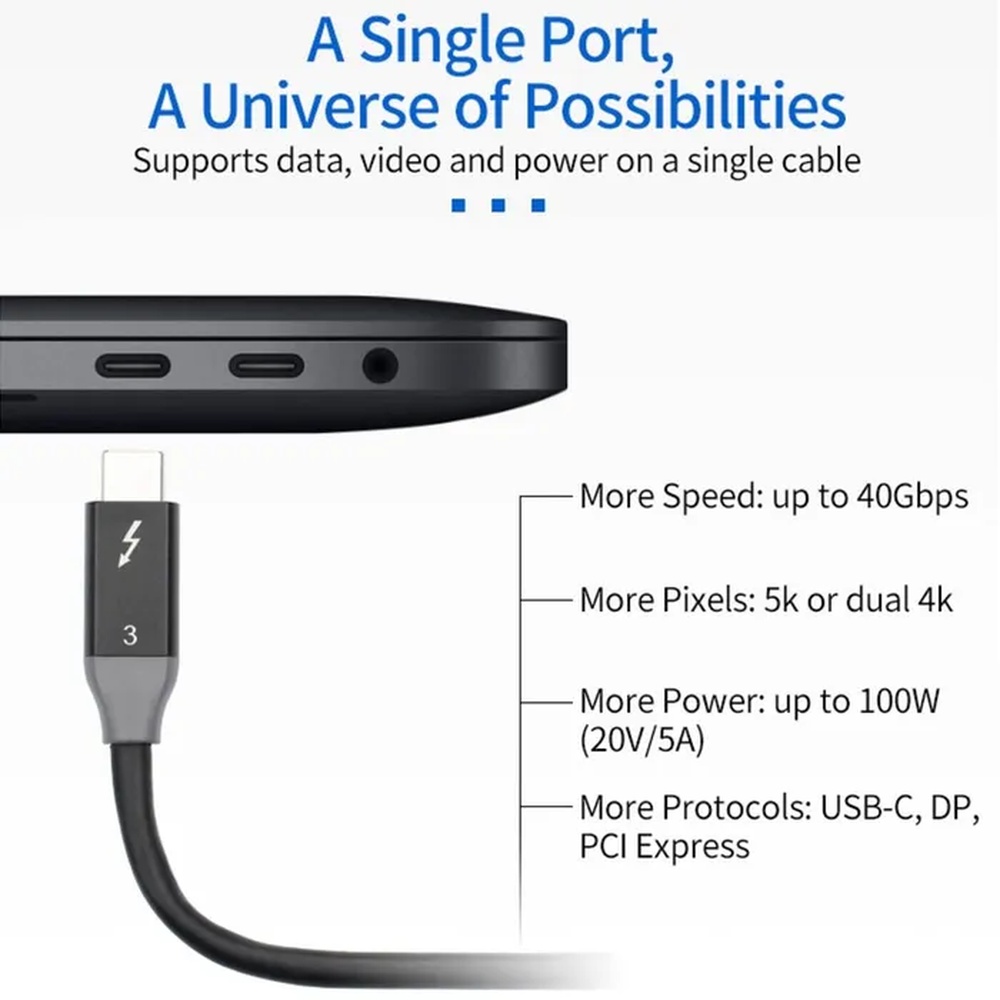 A Single Port,
A Universe of Possibilities
Supports data, video and power on a single cable
More Speed: up to 40Gbps
More Pixels: 5k or dual 4k
More Power: up to 100W
(20V/5A)
More Protocols: USB-C, DP,
PCI Express
3